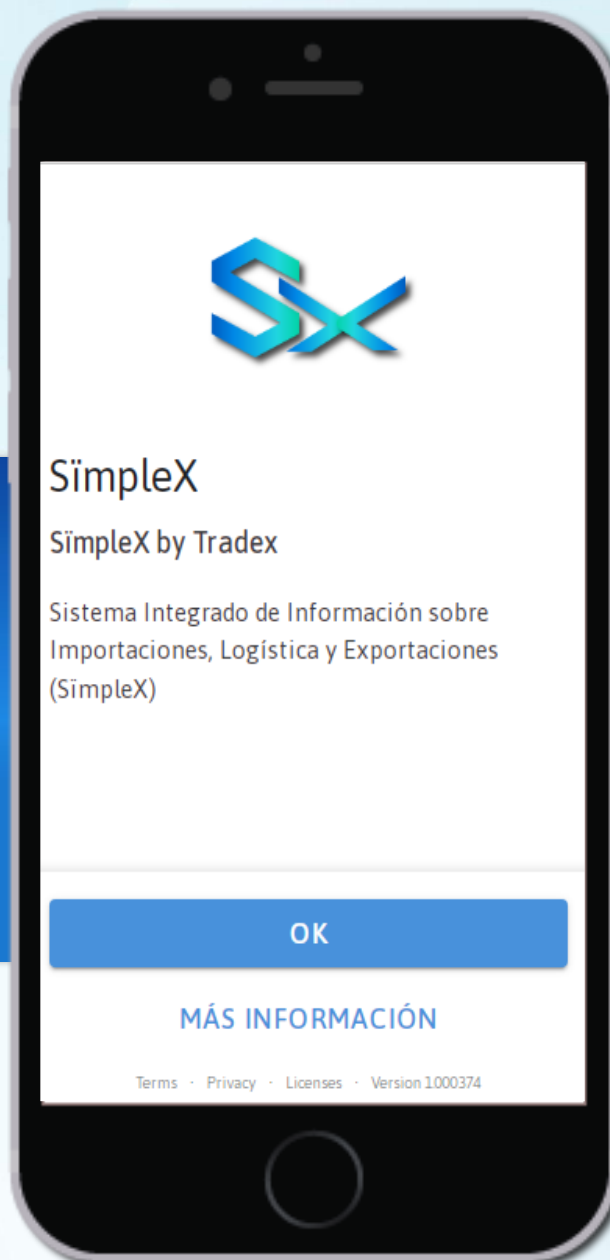 Sx
SïmpleX
SïmpleX by Tradex
Sistema Integrado de Información sobre
Importaciones, Logística y Exportaciones
(SïmpleX)
OK
MÁS INFORMACIÓN
Terms · Privacy · Licenses · Version 1.000374